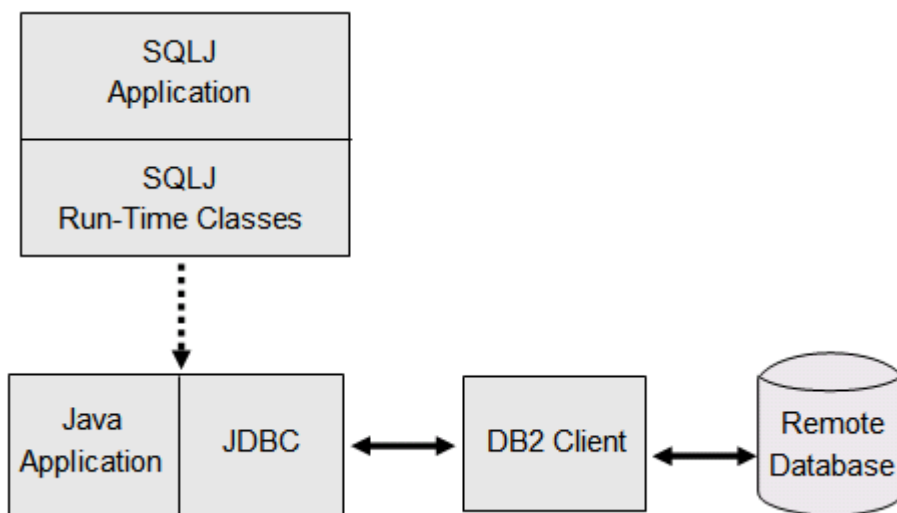 SQLJ
Application
SQLJ
Run-Time Classes
Java
Application
JDBC
DB2 Client
Remote
Database